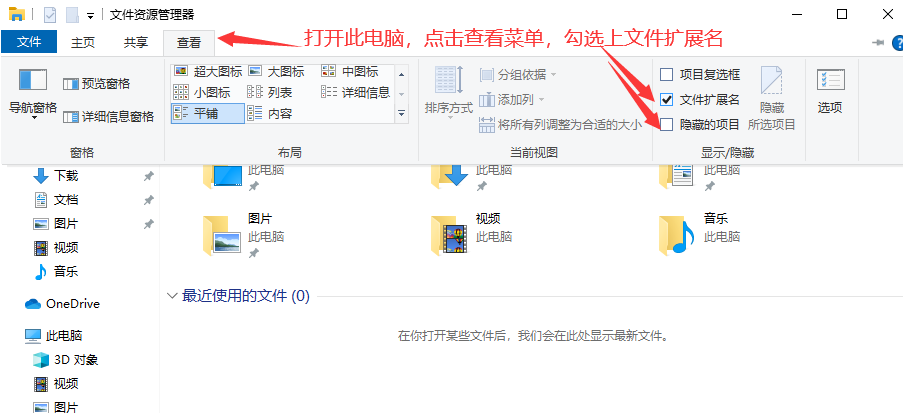 文件资源管理器
文件 主页 共享 查看
打开此电脑，点击查看菜单，勾选上文件扩展名
导航窗格
预览窗格
详细信息窗格
窗格
超大图标 大图标 中图标
小图标 列表 详细信息
平铺 内容
布局
排序方式
分组依据
添加列
将所有列调整为合适的大小
当前视图
项目复选框
文件扩展名
隐藏的项目
隐藏
所选项目
显示/隐藏
选项
下载
文档
图片
视频
音乐
OneDrive
此电脑
3D 对象
视频
图片
此电脑 此电脑 此电脑
图片 视频 音乐
此电脑 此电脑 此电脑
最近使用的文件 (0)
在你打开某些文件后，我们会在此处显示最新文件。